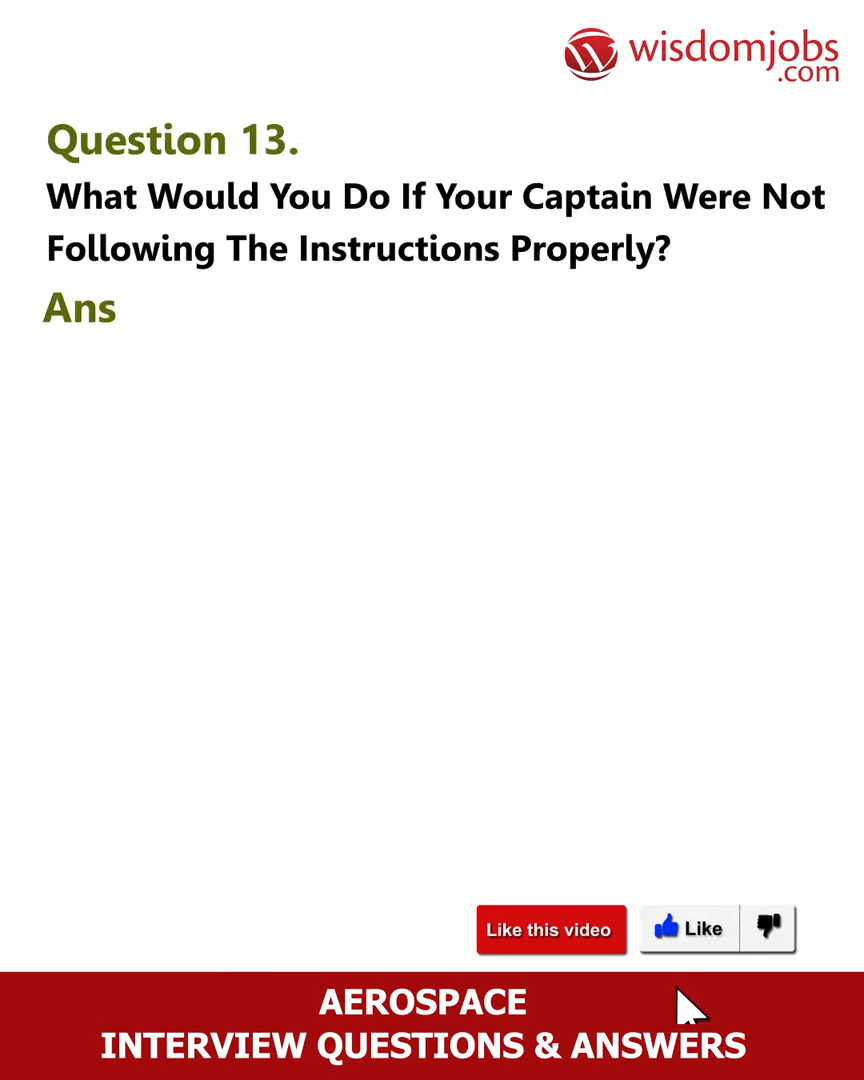 wisdomjobs
.com
Question 13.
What Would You Do If Your Captain Were Not
Following The Instructions Properly?
Ans
Like this video
Like
AEROSPACE
INTERVIEW QUESTIONS & ANSWERS